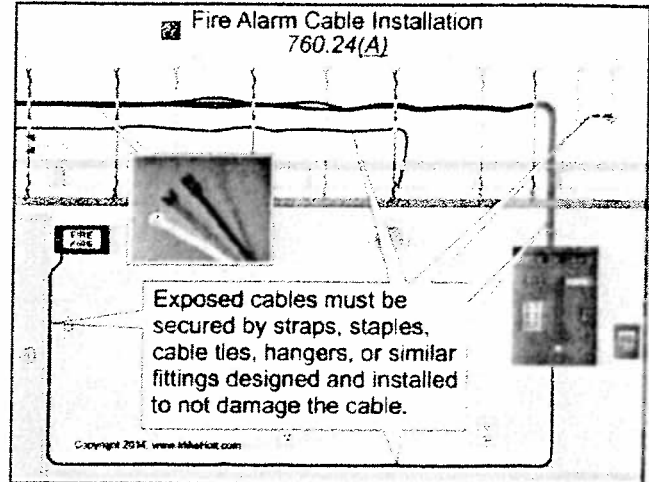 Fire Alarm Cable Installation
760.24(A)
FIRE
FIRE
Exposed cables must be
secured by straps, staples,
cable ties, hangers, or similar
fittings designed and installed
to not damage the cable.
Copyright 2014, www.MikeHolt.com